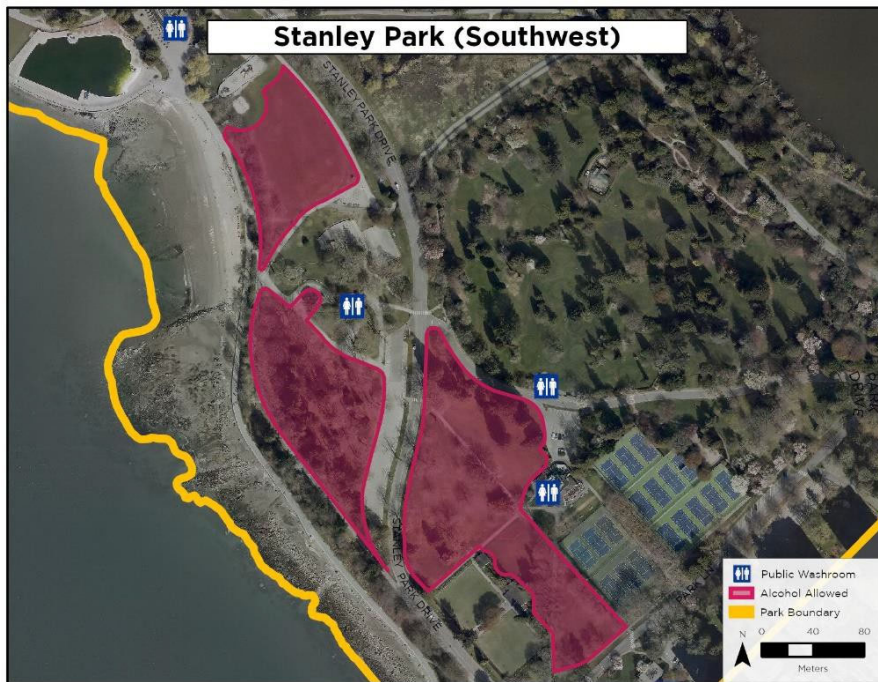 Stanley Park (Southwest)
STANLEY PARK DRIVE
PARK
DRIVE
STANLEY PARK DRIVE
PARK
Public Washroom
Alcohol Allowed
Park Boundary
N
0 40 80
Meters